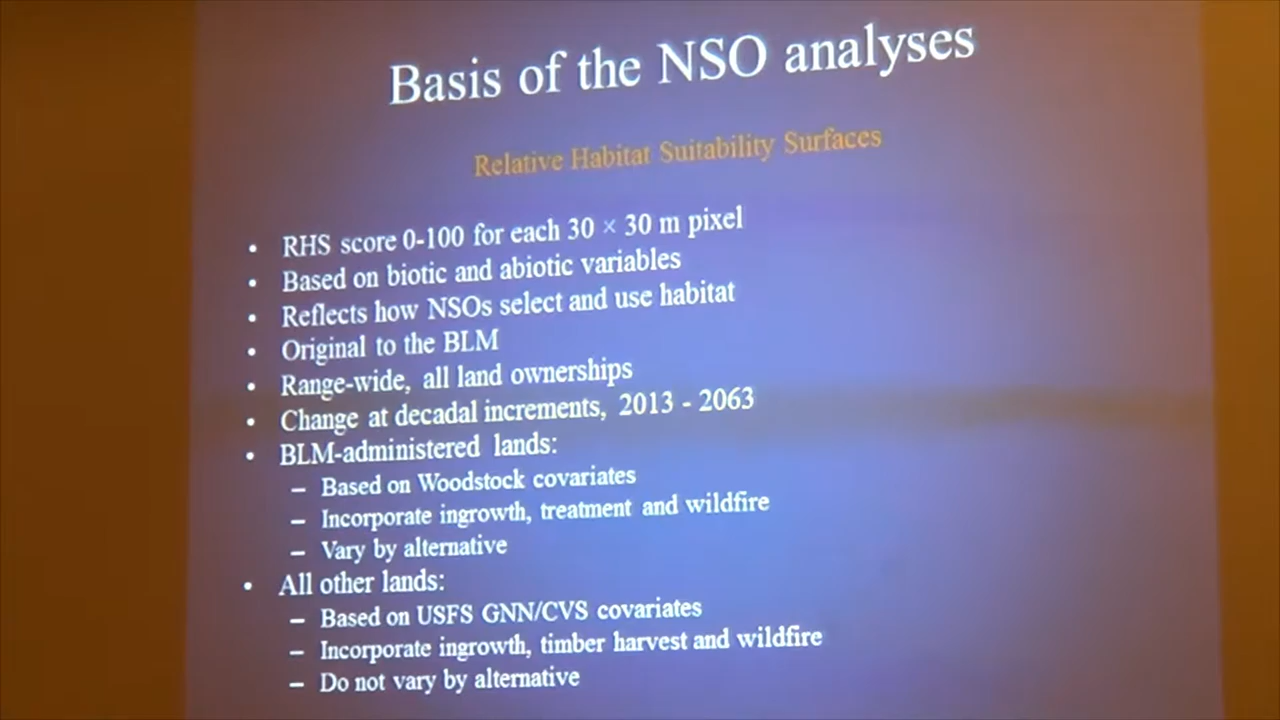 Basis of the NSO analyses
Relative Habitat Suitability Surfaces
• RHS score 0-100 for each 30 × 30 m pixel
• Based on biotic and abiotic variables
• Reflects how NSOs select and use habitat
• Original to the BLM
• Range-wide, all land ownerships
• Change at decadal increments, 2013 - 2063
• BLM-administered lands:
– Based on Woodstock covariates
– Incorporate ingrowth, treatment and wildfire
– Vary by alternative
• All other lands:
– Based on USFS GNN/CVS covariates
– Incorporate ingrowth, timber harvest and wildfire
– Do not vary by alternative